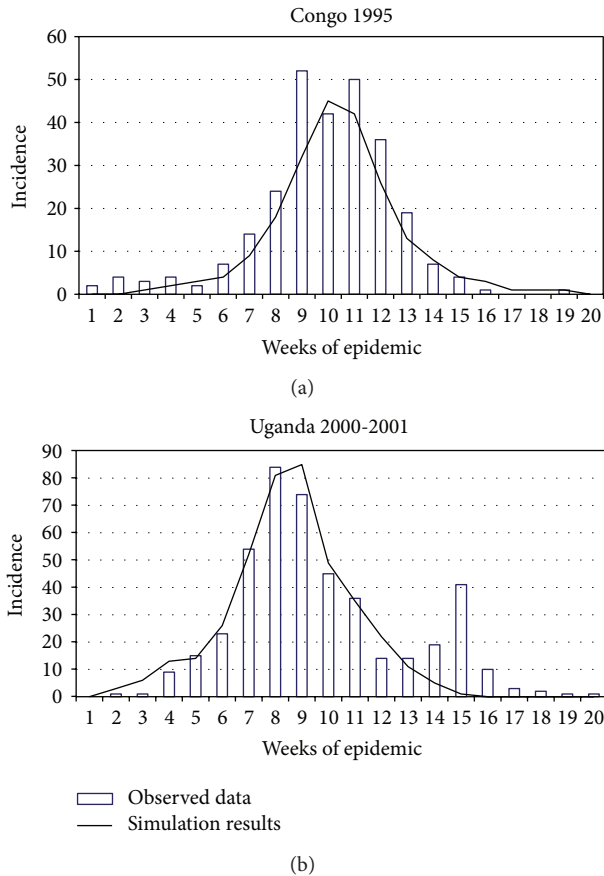 Congo 1995
60
50
40
30
20
10
0
Incidence
1 2 3 4 5 6 7 8 9 10 11 12 13 14 15 16 17 18 19 20
Weeks of epidemic
(a)
Uganda 2000-2001
90
80
70
60
50
40
30
20
10
0
Incidence
1 2 3 4 5 6 7 8 9 10 11 12 13 14 15 16 17 18 19 20
Weeks of epidemic
Observed data
Simulation results
(b)